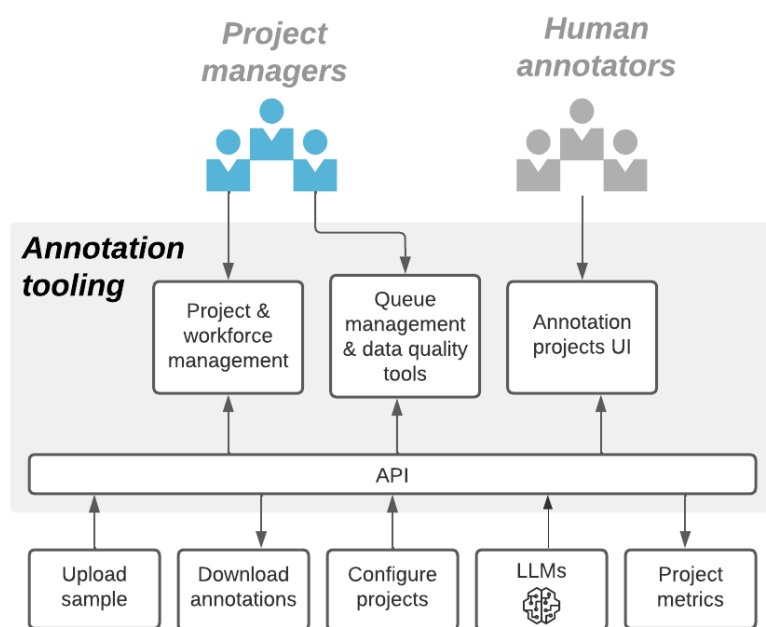 Project
managers
Human
annotators
Annotation
tooling
Project &
workforce
management
Queue
management
& data quality
tools
Annotation
projects UI
API
Upload
sample
Download
annotations
Configure
projects
LLMs
Project
metrics